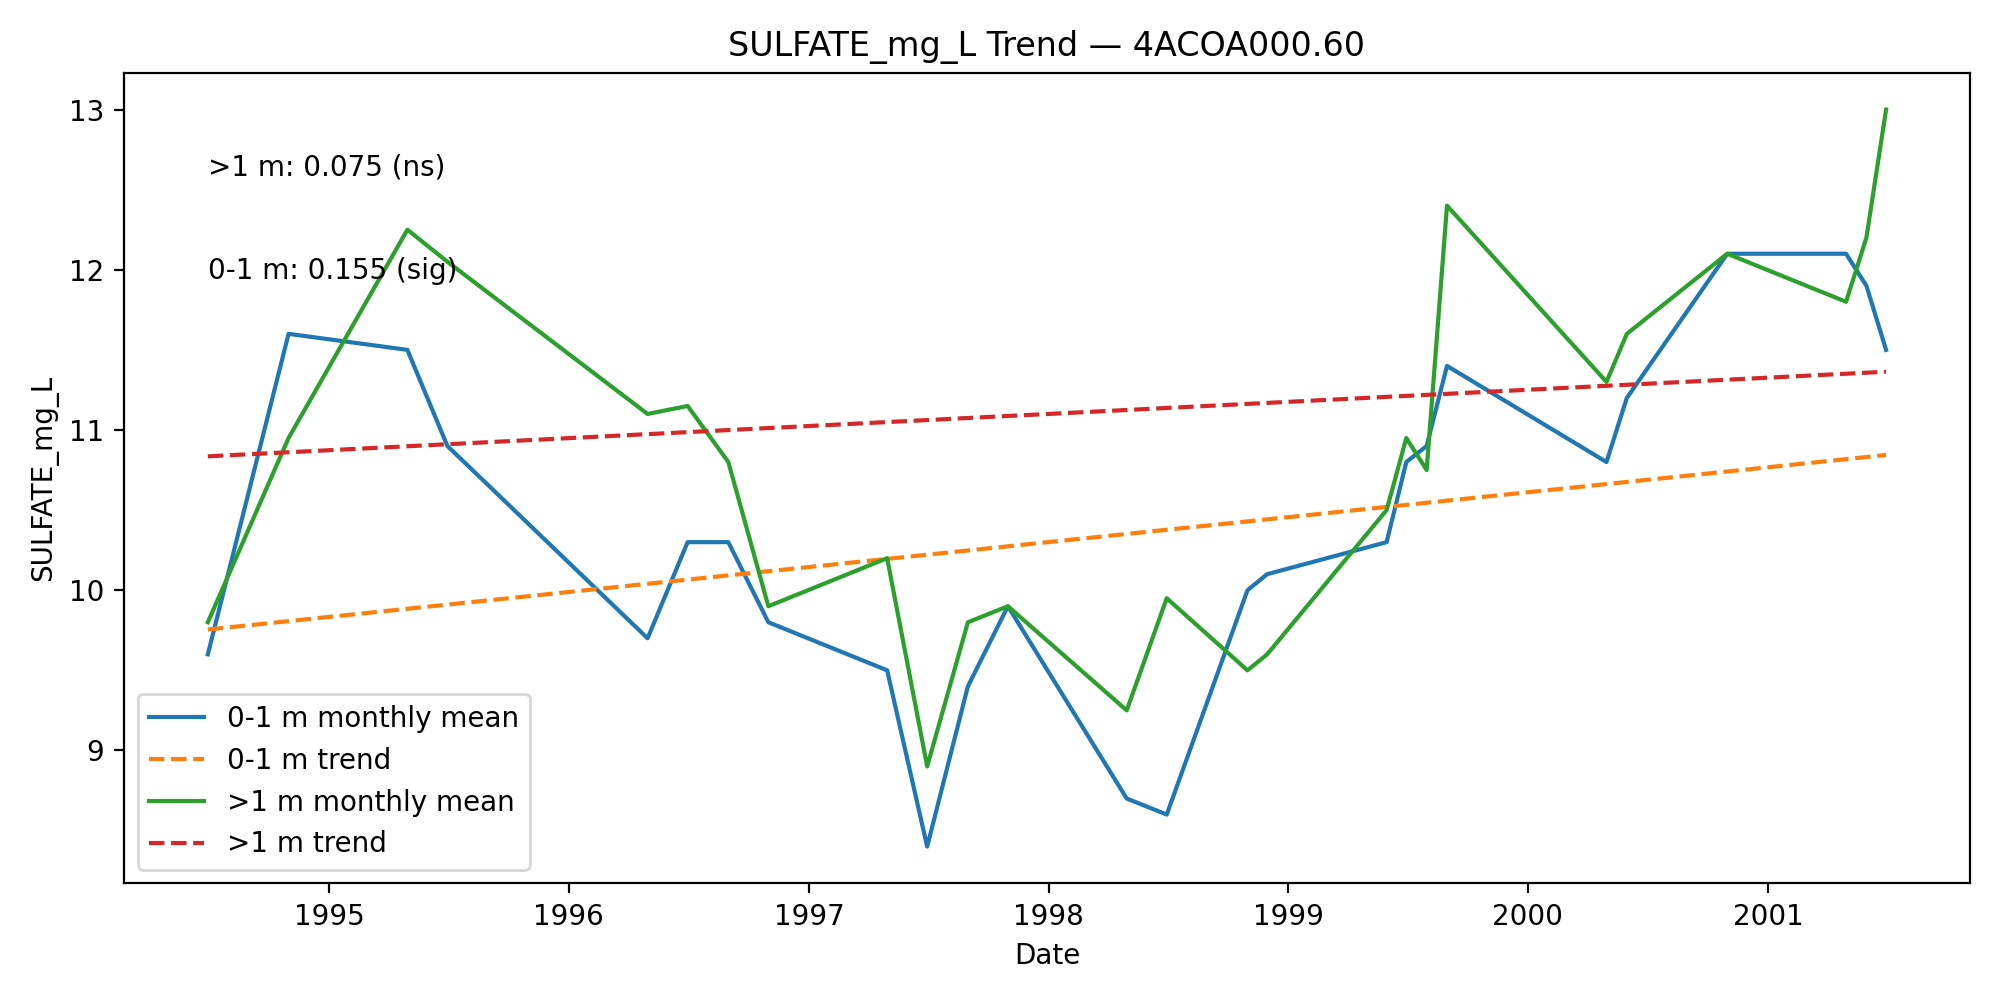 SULFATE_mg_L Trend — 4ACOA000.60
SULFATE_mg_L
13
12
11
10
9
>1 m: 0.075 (ns)
0-1 m: 0.155 (sig)
0-1 m monthly mean
0-1 m trend
>1 m monthly mean
>1 m trend
1995 1996 1997 1998 1999 2000 2001
Date